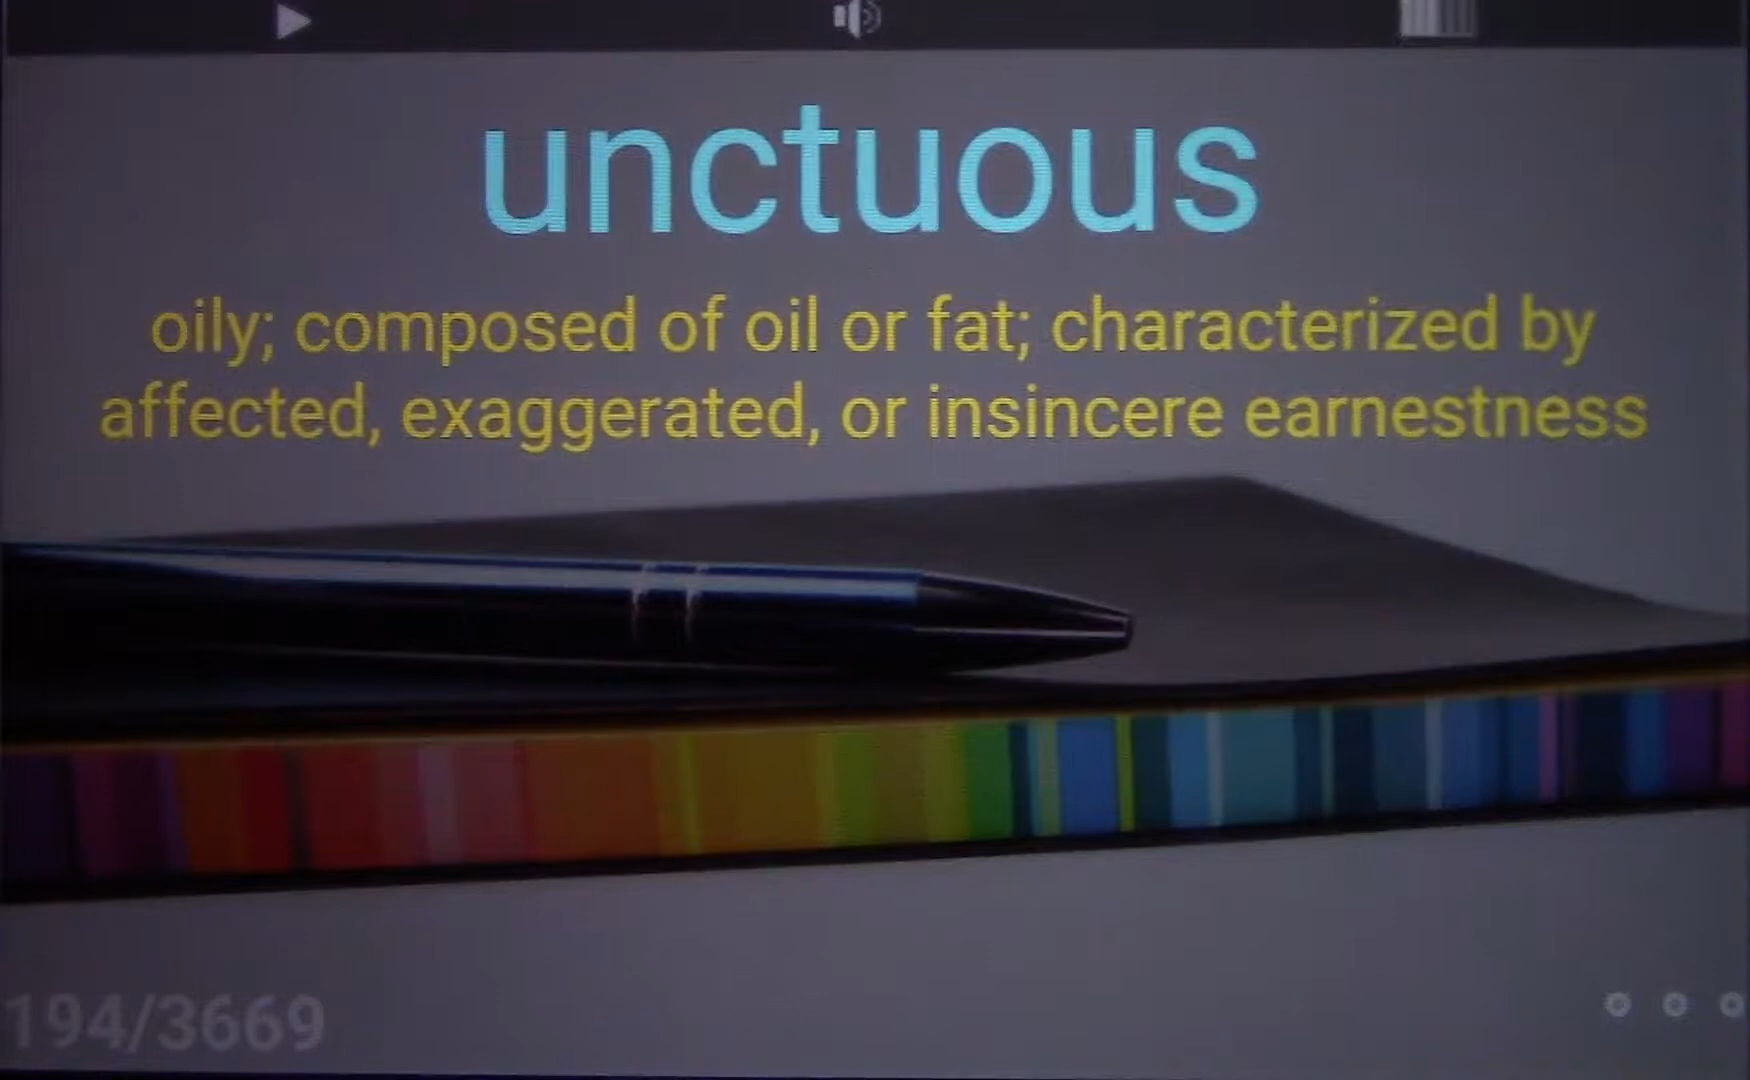 unctuous
oily; composed of oil or fat; characterized by
affected, exaggerated, or insincere earnestness
194/3669